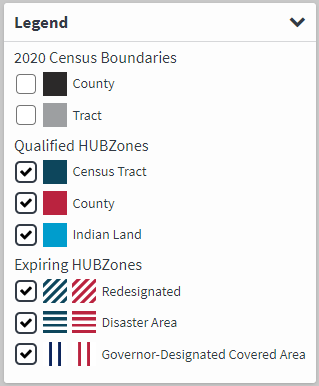 Legend
2020 Census Boundaries
County
Tract
Qualified HUBZones
Census Tract
County
Indian Land
Expiring HUBZones
Redesignated
Disaster Area
Governor-Designated Covered Area